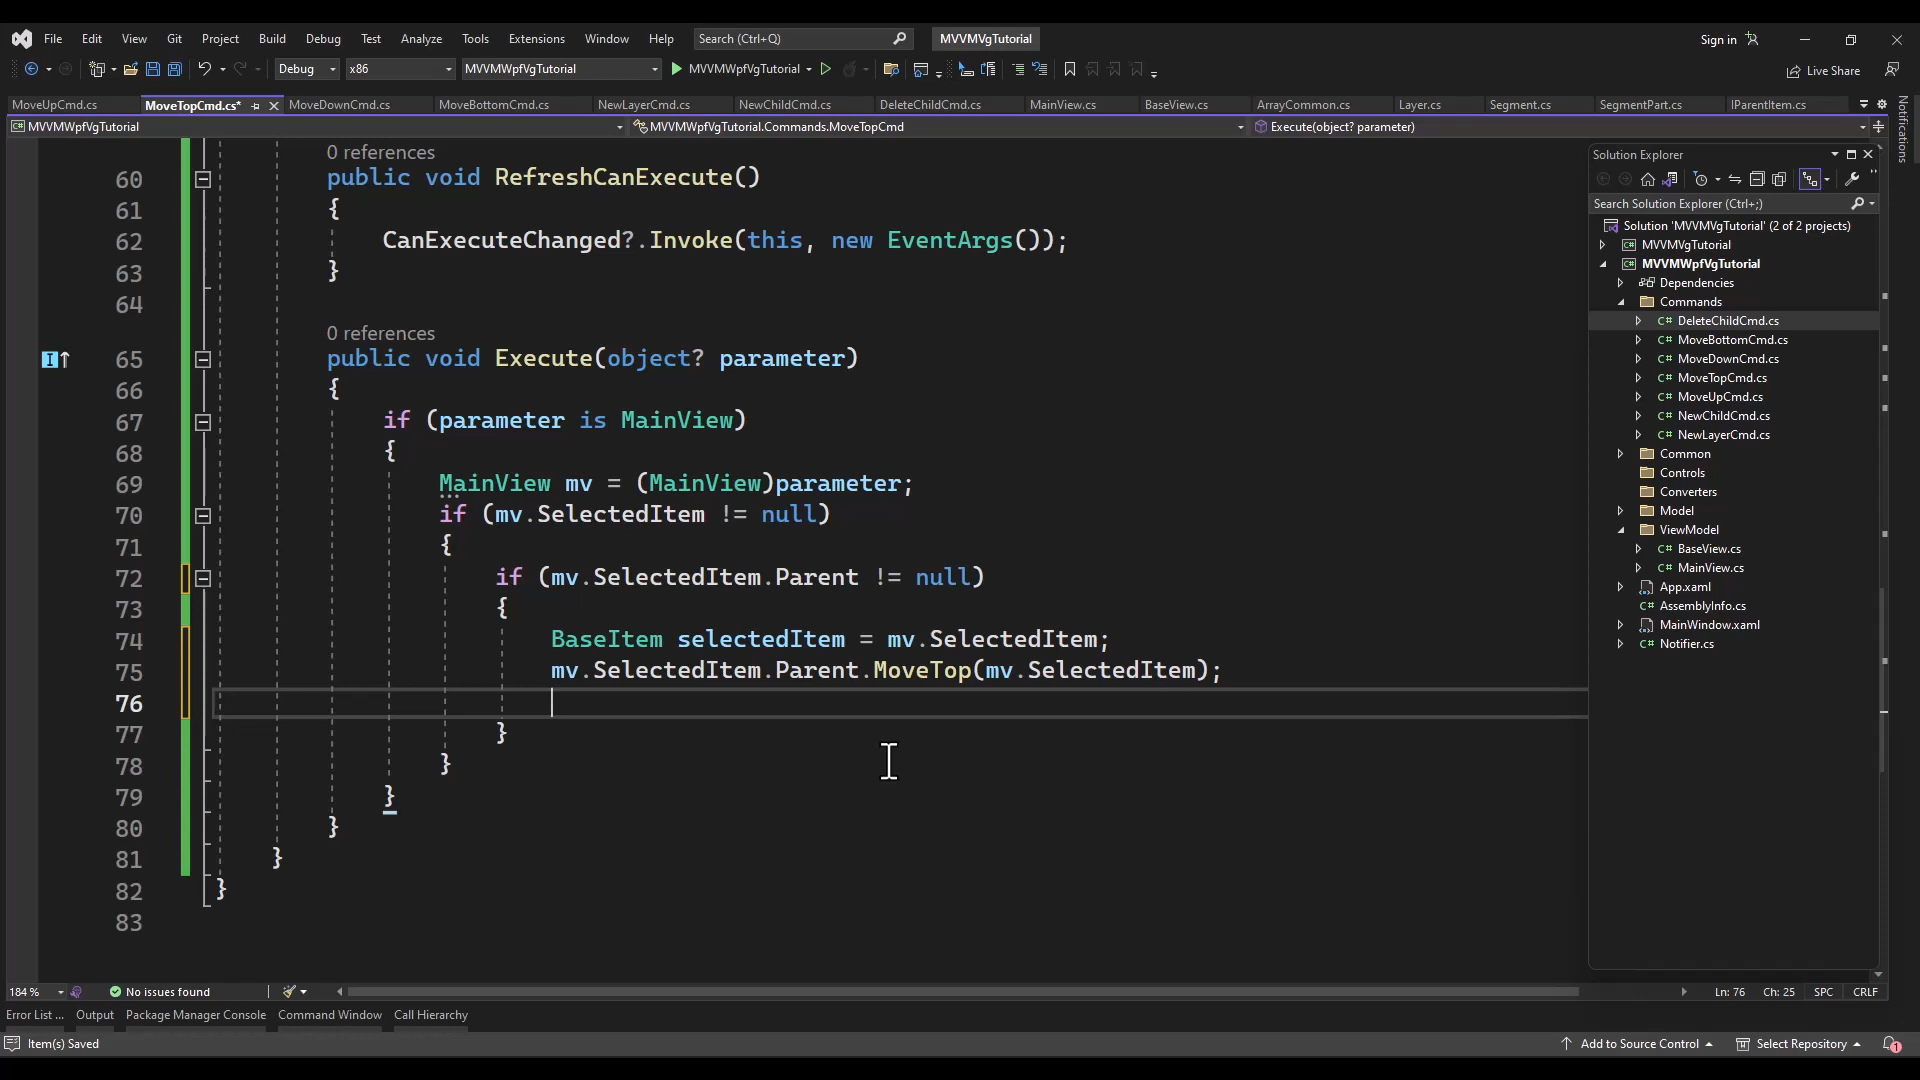 File Edit View Git Project Build Debug Test Analyze Tools Extensions Window Help Search (Ctrl+Q) MVVMVgTutorial Sign in
Debug x86 MVVMWpfVgTutorial MVVMWpfVgTutorial Live Share
MoveUpCmd.cs MoveTopCmd.cs* MoveDownCmd.cs MoveBottomCmd.cs NewLayerCmd.cs NewChildCmd.cs DeleteChildCmd.cs MainView.cs BaseView.cs ArrayCommon.cs Layer.cs Segment.cs SegmentPart.cs IParentItem.cs
MVVMWpfVgTutorial MVVMWpfVgTutorial.Commands.MoveTopCmd Execute(object? parameter)
Notifications
0 references
60 public void RefreshCanExecute()
61 {
62 CanExecuteChanged?.Invoke(this, new EventArgs());
63 }
64
0 references
65 public void Execute(object? parameter)
66 {
67 if (parameter is MainView)
68 {
69 MainView mv = (MainView)parameter;
70 if (mv.SelectedItem != null)
71 {
72 if (mv.SelectedItem.Parent != null)
73 {
74 BaseItem selectedItem = mv.SelectedItem;
75 mv.SelectedItem.Parent.MoveTop(mv.SelectedItem);
76
77 }
78 }
79 }
80 }
81 }
82 }
83
Solution Explorer
Search Solution Explorer (Ctrl+;)
Solution 'MVVMVgTutorial' (2 of 2 projects)
C# MVVMVgTutorial
C# MVVMWpfVgTutorial
Dependencies
Commands
C# DeleteChildCmd.cs
C# MoveBottomCmd.cs
C# MoveDownCmd.cs
C# MoveTopCmd.cs
C# MoveUpCmd.cs
C# NewChildCmd.cs
C# NewLayerCmd.cs
Common
Controls
Converters
Model
ViewModel
C# BaseView.cs
C# MainView.cs
App.xaml
C# AssemblyInfo.cs
MainWindow.xaml
C# Notifier.cs
184 % No issues found Ln: 76 Ch: 25 SPC CRLF
Error List ... Output Package Manager Console Command Window Call Hierarchy
Item(s) Saved Add to Source Control Select Repository 1